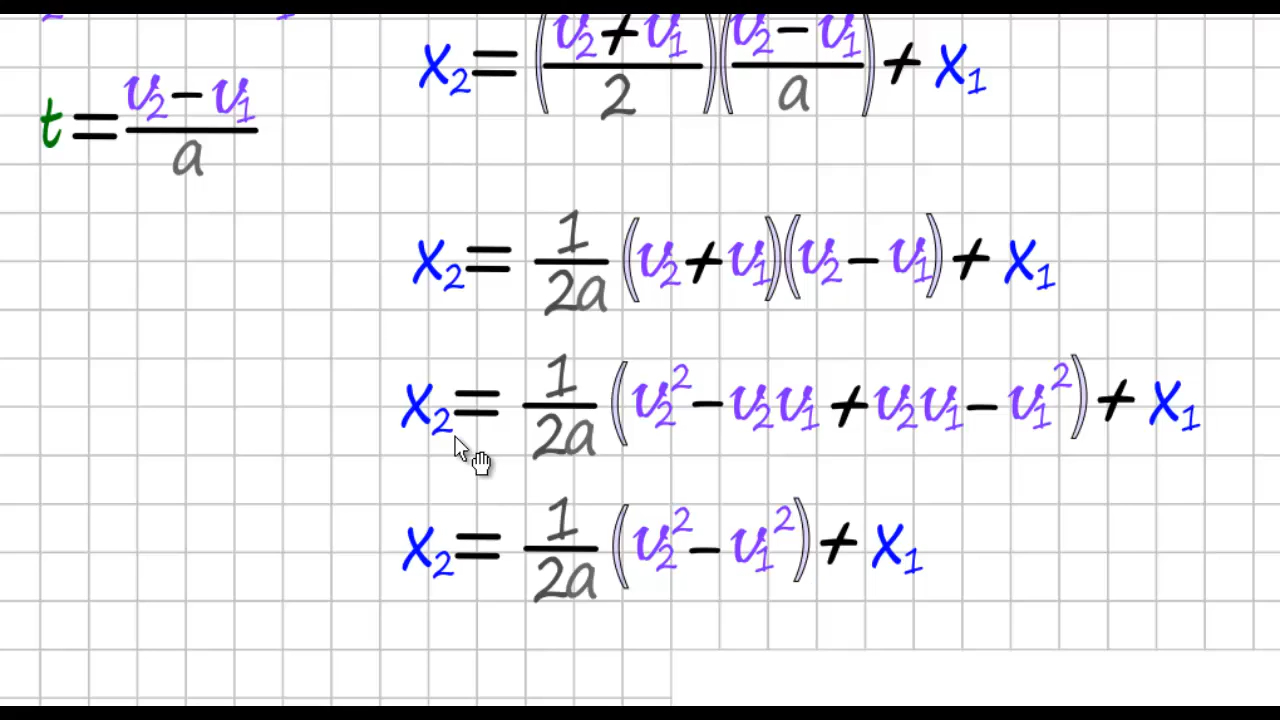 x₂ = ((v₂ + v₁)/2)((v₂ − v₁)/a) + x₁
t = (v₂ − v₁)/a
x₂ = 1/2a (v₂ + v₁)(v₂ − v₁) + x₁
x₂ = 1/2a (v₂² − v₂v₁ + v₂v₁ − v₁²) + x₁
x₂ = 1/2a (v₂² − v₁²) + x₁